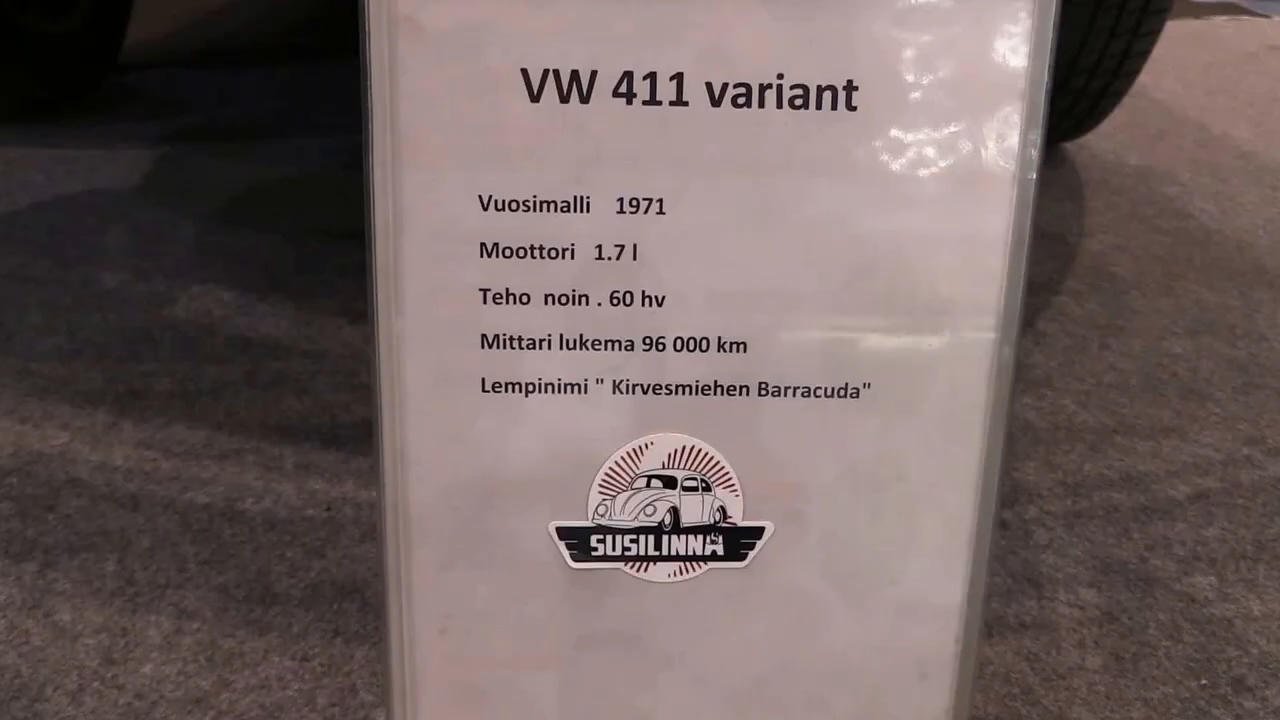 VW 411 variant
Vuosimalli 1971
Moottori 1.7 l
Teho noin . 60 hv
Mittari lukema 96 000 km
Lempinimi " Kirvesmiehen Barracuda"
SUSILINNA